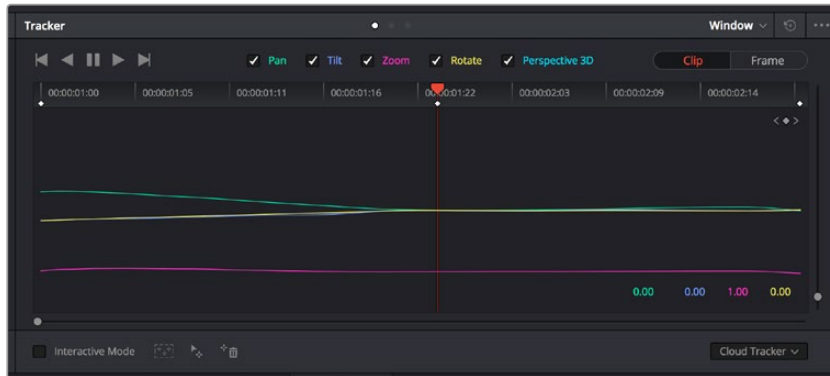 Tracker
Window
Pan Tilt Zoom Rotate Perspective 3D
Clip Frame
00:00:01:00 00:00:01:05 00:00:01:11 00:00:01:16 00:00:01:22 00:00:02:03 00:00:02:09 00:00:02:14
0.00 0.00 1.00 0.00
Interactive Mode
Cloud Tracker